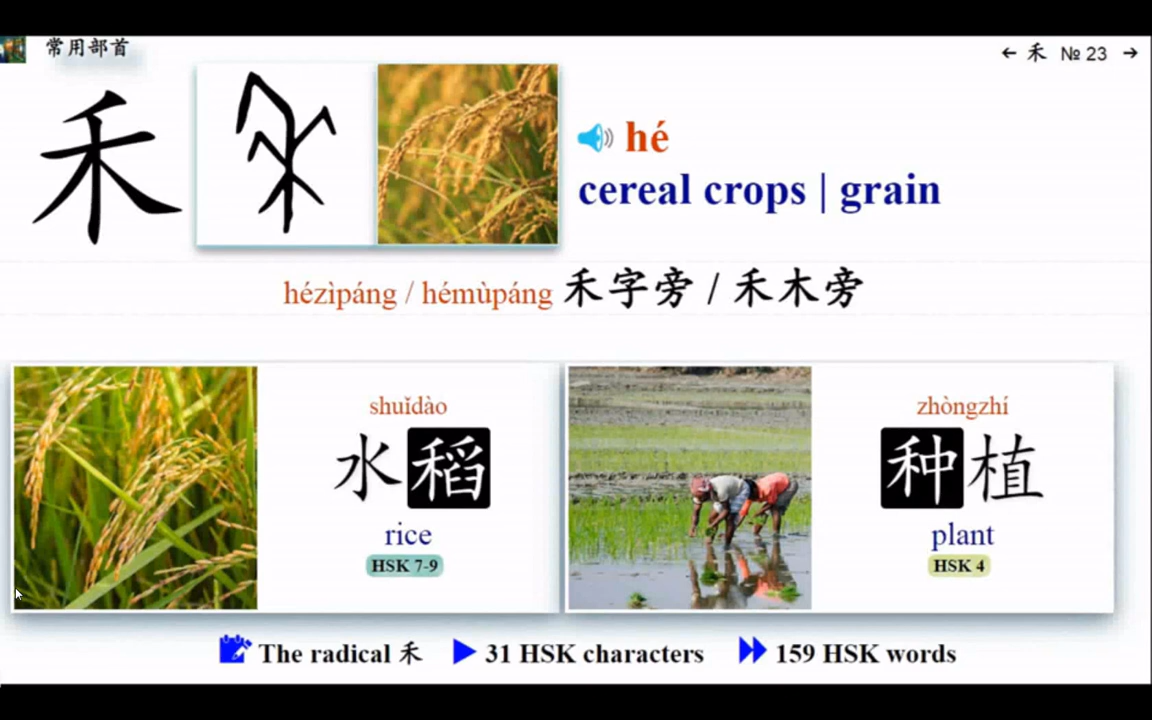 常用部首
← 禾 № 23 →
禾
hé
cereal crops | grain
hézìpáng / hémùpáng 禾字旁 / 禾木旁
shuǐdào
水稻
rice
HSK 7-9
zhòngzhí
种植
plant
HSK 4
The radical 禾
31 HSK characters
159 HSK words